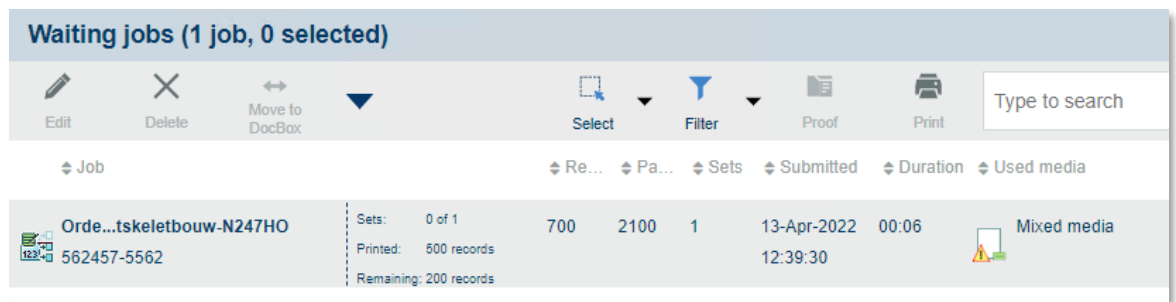 Waiting jobs (1 job, 0 selected)
Edit
Delete
Move to
DocBox
Select
Filter
Proof
Print
Type to search
Job
Re...
Pa...
Sets
Submitted
Duration
Used media
Orde...tskeletbouw-N247HO
562457-5562
Sets: 0 of 1
Printed: 500 records
Remaining: 200 records
700
2100
1
13-Apr-2022
12:39:30
00:06
Mixed media
123!